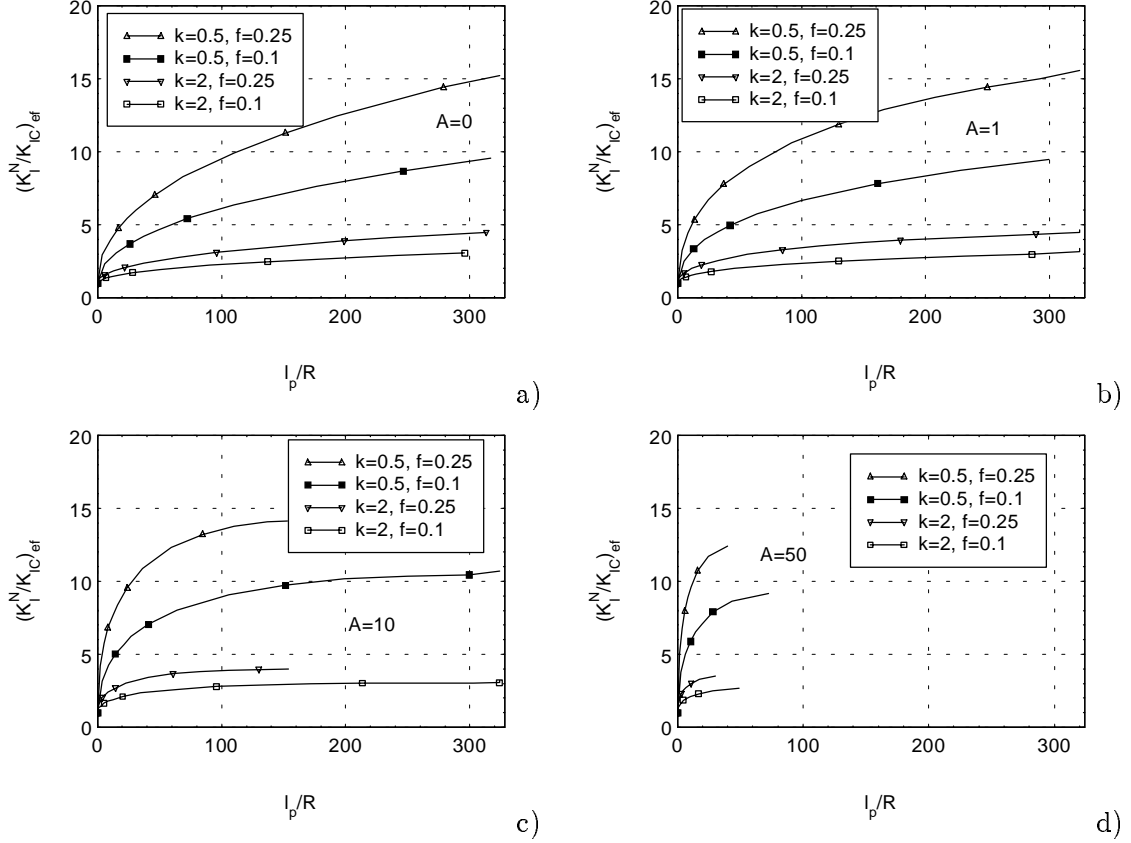 20
15
10
5
0
(K_I^N/K_IC)_ef
k=0.5, f=0.25
k=0.5, f=0.1
k=2, f=0.25
k=2, f=0.1
A=0
0
100
200
300
l_p/R
a)
20
15
10
5
0
(K_I^N/K_IC)_ef
k=0.5, f=0.25
k=0.5, f=0.1
k=2, f=0.25
k=2, f=0.1
A=1
0
100
200
300
l_p/R
b)
20
15
10
5
0
(K_I^N/K_IC)_ef
k=0.5, f=0.25
k=0.5, f=0.1
k=2, f=0.25
k=2, f=0.1
A=10
0
100
200
300
l_p/R
c)
20
15
10
5
0
(K_I^N/K_IC)_ef
k=0.5, f=0.25
k=0.5, f=0.1
k=2, f=0.25
k=2, f=0.1
A=50
0
100
200
300
l_p/R
d)